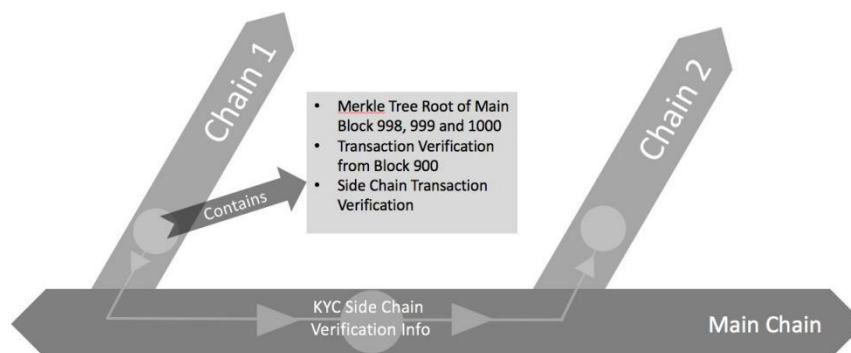 Chain 1
Chain 2
• Merkle Tree Root of Main
Block 998, 999 and 1000
• Transaction Verification
from Block 900
• Side Chain Transaction
Verification
Contains
KYC Side Chain
Verification Info
Main Chain